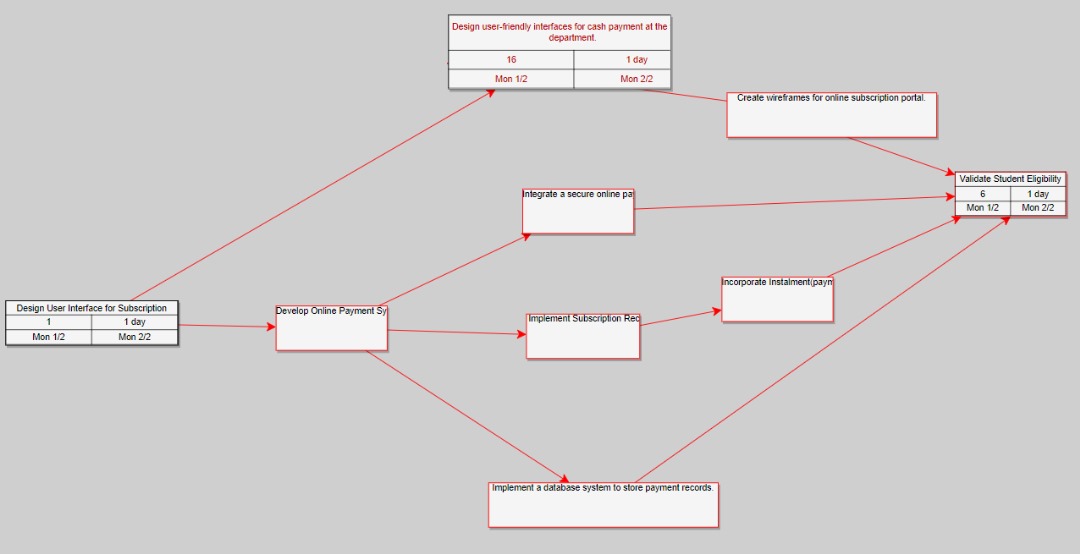 Design user-friendly interfaces for cash payment at the
department.
16 1 day
Mon 1/2 Mon 2/2
Create wireframes for online subscription portal.
Validate Student Eligibility
6 1 day
Mon 1/2 Mon 2/2
Integrate a secure online pa
Incorporate Instalment(paym
Design User Interface for Subscription
1 1 day
Mon 1/2 Mon 2/2
Develop Online Payment Sy
Implement Subscription Rec
Implement a database system to store payment records.